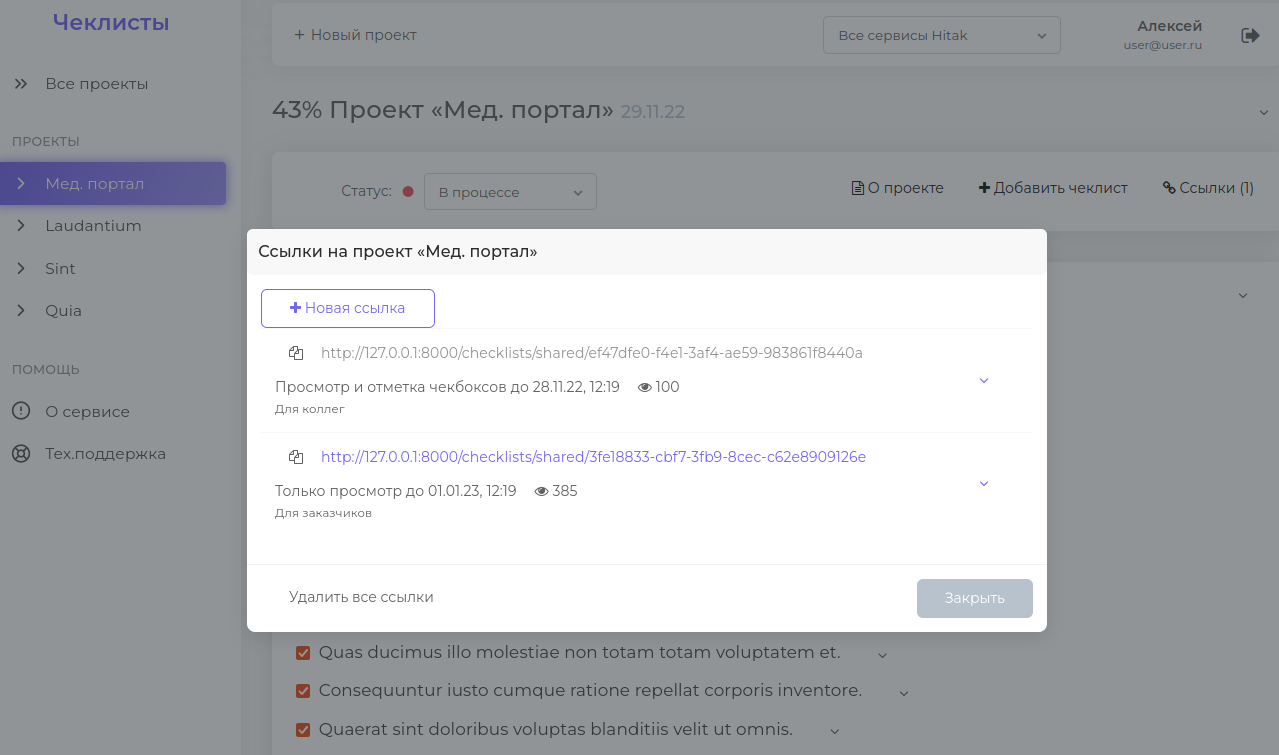 Чеклисты
+ Новый проект
Все сервисы Hitak
Алексей
user@user.ru
Все проекты
ПРОЕКТЫ
Мед. портал
Laudantium
Sint
Quia
ПОМОЩЬ
О сервисе
Тех.поддержка
43% Проект «Мед. портал» 29.11.22
Статус:
В процессе
О проекте
Добавить чеклист
Ссылки (1)
Ссылки на проект «Мед. портал»
Новая ссылка
http://127.0.0.1:8000/checklists/shared/ef47dfe0-f4e1-3af4-ae59-983861f8440a
Просмотр и отметка чекбоксов до 28.11.22, 12:19 100
Для коллег
http://127.0.0.1:8000/checklists/shared/3fe18833-cbf7-3fb9-8cec-c62e8909126e
Только просмотр до 01.01.23, 12:19 385
Для заказчиков
Удалить все ссылки
Закрыть
Quas ducimus illo molestiae non totam totam voluptatem et.
Consequuntur iusto cumque ratione repellat corporis inventore.
Quaerat sint doloribus voluptas blanditiis velit ut omnis.